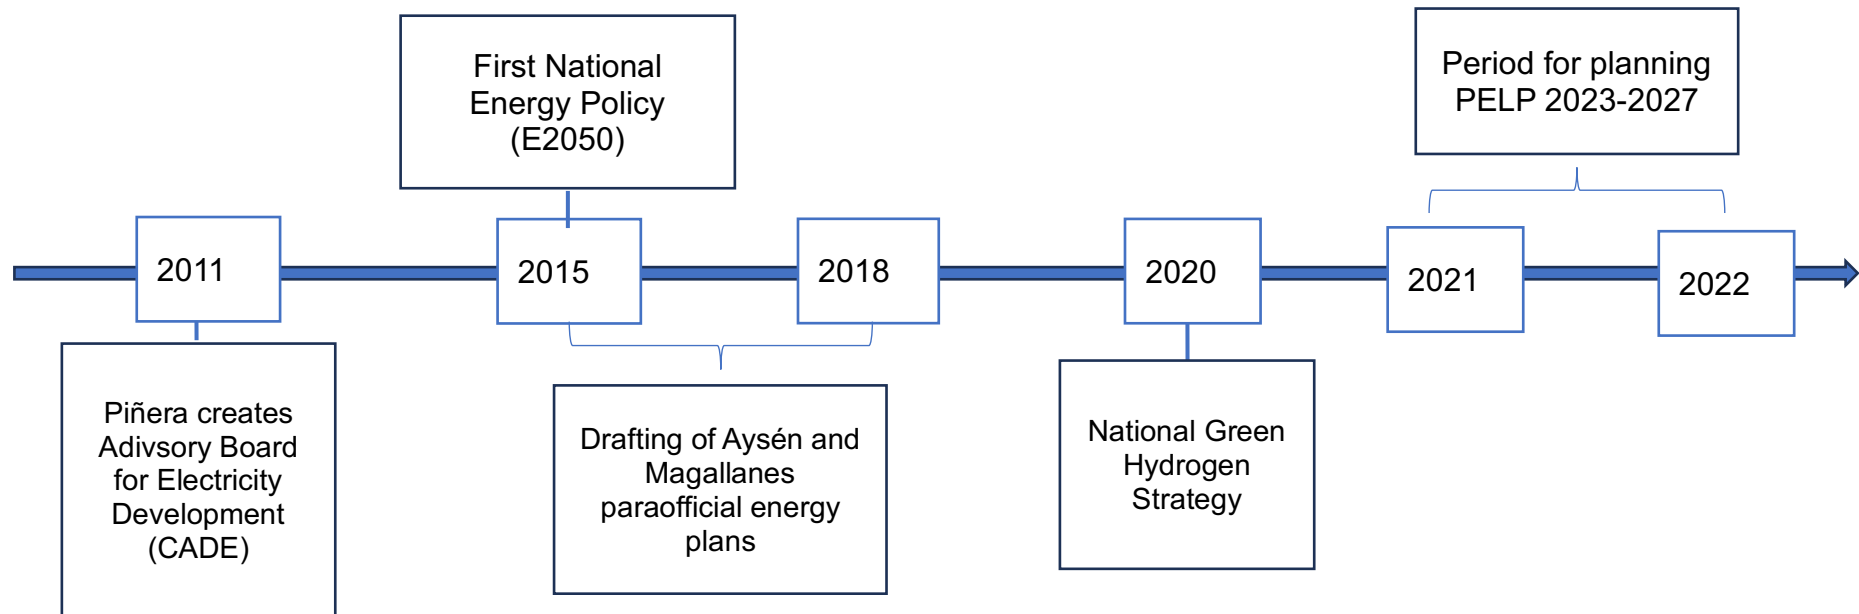 First National
Energy Policy
(E2050)
Period for planning
PELP 2023-2027
2011
2015
2018
2020
2021
2022
Piñera creates
Adivsory Board
for Electricity
Development
(CADE)
Drafting of Aysén and
Magallanes
paraofficial energy
plans
National Green
Hydrogen
Strategy